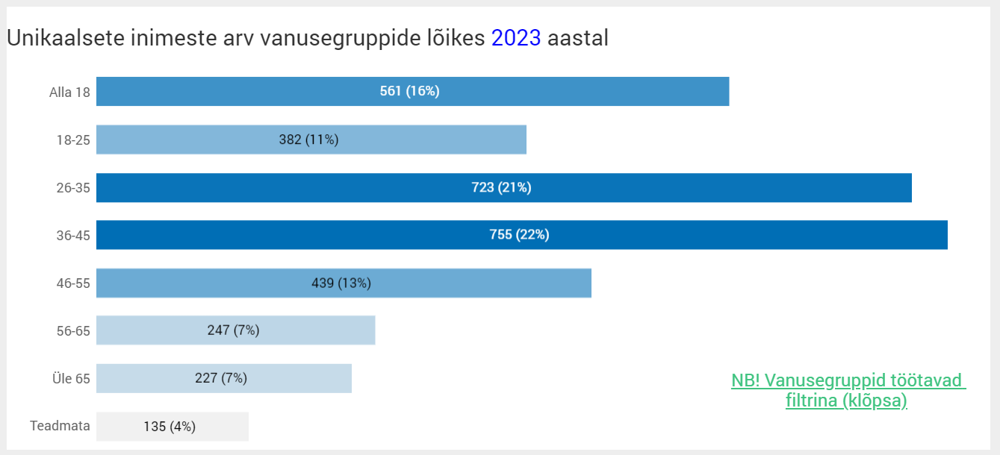 Unikaalsete inimeste arv vanusegruppide lõikes 2023 aastal
Alla 18 561 (16%)
18-25 382 (11%)
26-35 723 (21%)
36-45 755 (22%)
46-55 439 (13%)
56-65 247 (7%)
Üle 65 227 (7%)
NB! Vanusegruppid töötavad
filtrina (klõpsa)
Teadmata 135 (4%)